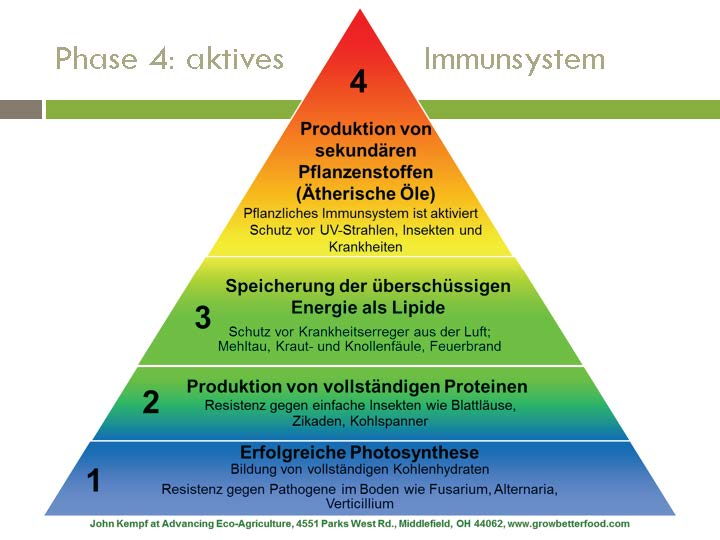 Phase 4: aktives Immunsystem
4
Produktion von
sekundären
Pflanzenstoffen
(Ätherische Öle)
Pflanzliches Immunsystem ist aktiviert
Schutz vor UV-Strahlen, Insekten und
Krankheiten
3
Speicherung der überschüssigen
Energie als Lipide
Schutz vor Krankheitserreger aus der Luft;
Mehltau, Kraut- und Knollenfäule, Feuerbrand
2
Produktion von vollständigen Proteinen
Resistenz gegen einfache Insekten wie Blattläuse,
Zikaden, Kohlspanner
1
Erfolgreiche Photosynthese
Bildung von vollständigen Kohlenhydraten
Resistenz gegen Pathogene im Boden wie Fusarium, Alternaria,
Verticillium
John Kempf at Advancing Eco-Agriculture, 4551 Parks West Rd., Middlefield, OH 44062, www.growbetterfood.com